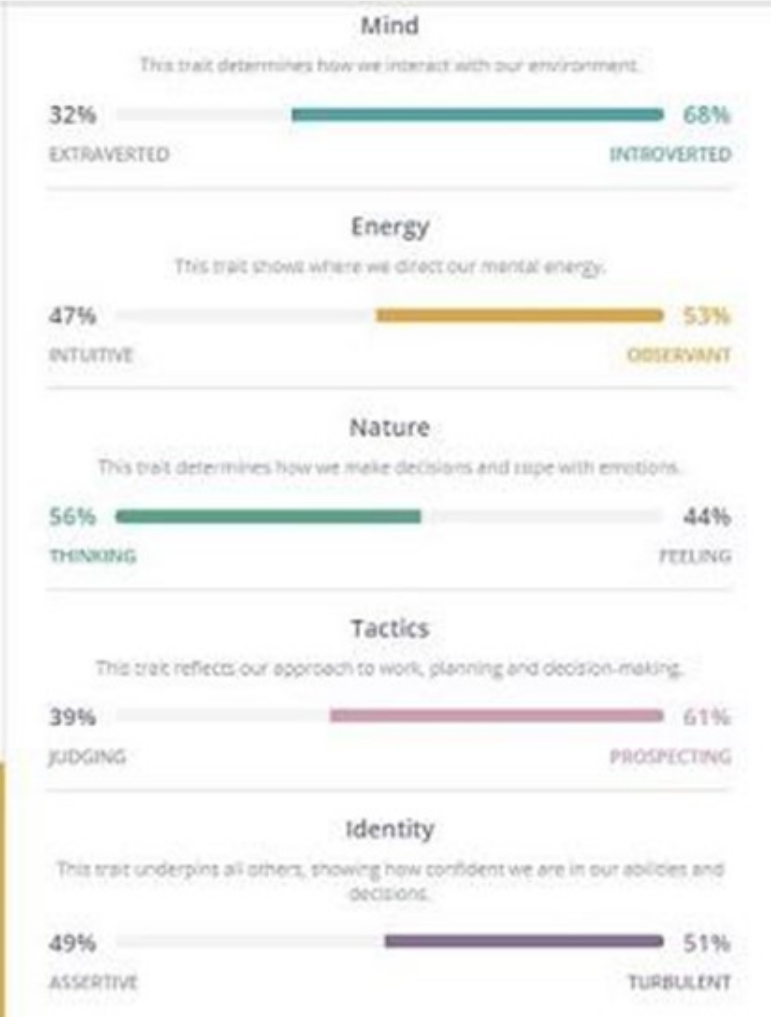 Mind
This trait determines how we interact with our environment.
32% 68%
EXTRAVERTED INTROVERTED
Energy
This trait shows where we direct our mental energy.
47% 53%
INTUITIVE OBSERVANT
Nature
This trait determines how we make decisions and cope with emotions.
56% 44%
THINKING FEELING
Tactics
This trait reflects our approach to work, planning and decision-making.
39% 61%
JUDGING PROSPECTING
Identity
This trait underpins all others, showing how confident we are in our abilities and
decisions.
49% 51%
ASSERTIVE TURBULENT